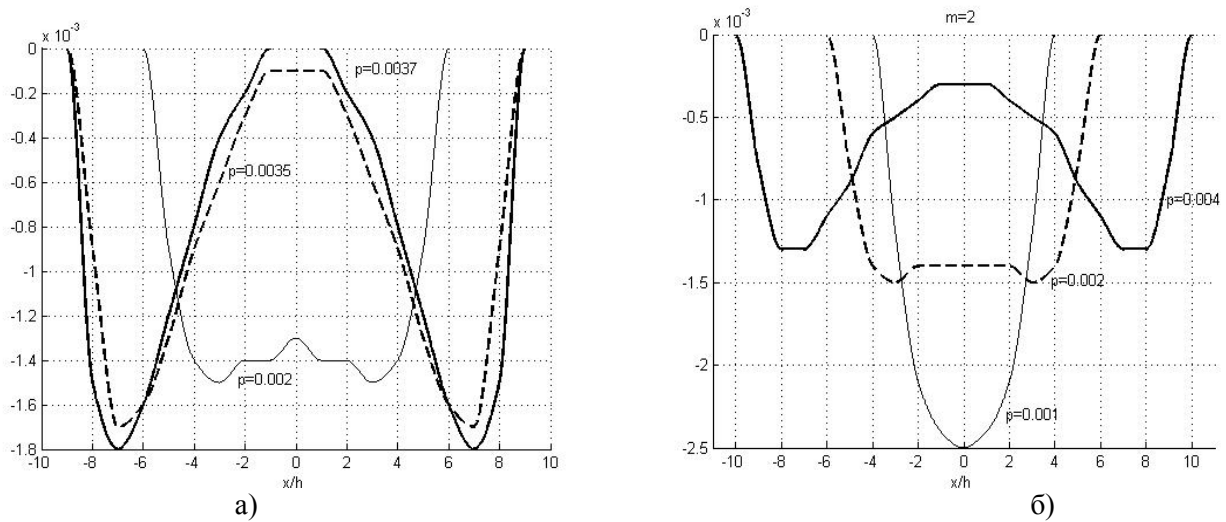 x 10⁻³
0
-0.2
-0.4
-0.6
-0.8
-1
-1.2
-1.4
-1.6
-1.8
-10 -8 -6 -4 -2 0 2 4 6 8 10
x/h
p=0.0037
p=0.0035
p=0.002
а)
x 10⁻³
m=2
0
-0.5
-1
-1.5
-2
-2.5
-10 -8 -6 -4 -2 0 2 4 6 8 10
x/h
p=0.004
p=0.002
p=0.001
б)